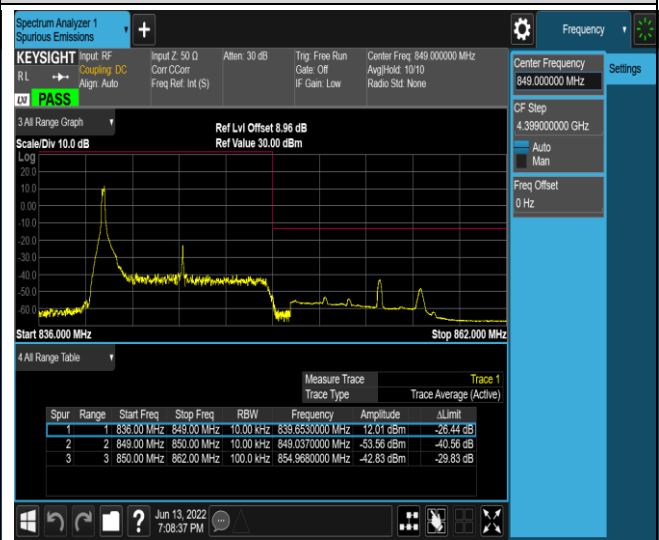 Spectrum Analyzer 1
Spurious Emissions
+
Frequency
KEYSIGHT Input: RF Input Z: 50 Ω Atten: 30 dB Trig: Free Run Center Freq: 849.000000 MHz
RL Coupling: DC Corr CCorr Gate: Off Avg|Hold: 10/10
Align: Auto Freq Ref: Int (S) IF Gain: Low Radio Std: None
LXI PASS
3 All Range Graph
Ref Lvl Offset 8.96 dB
Scale/Div 10.0 dB Ref Value 30.00 dBm
Log
20.0
10.0
0.00
-10.0
-20.0
-30.0
-40.0
-50.0
-60.0
Start 836.000 MHz Stop 862.000 MHz
4 All Range Table
Measure Trace Trace 1
Trace Type Trace Average (Active)
Spur Range Start Freq Stop Freq RBW Frequency Amplitude ΔLimit
1 1 836.00 MHz 849.00 MHz 10.00 kHz 839.6530000 MHz 12.01 dBm -26.44 dB
2 2 849.00 MHz 850.00 MHz 10.00 kHz 849.0370000 MHz -53.56 dBm -40.56 dB
3 3 850.00 MHz 862.00 MHz 100.0 kHz 854.9680000 MHz -42.83 dBm -29.83 dB
Center Frequency
849.000000 MHz
Settings
CF Step
4.399000000 GHz
Auto
Man
Freq Offset
0 Hz
?
Jun 13, 2022
7:08:37 PM